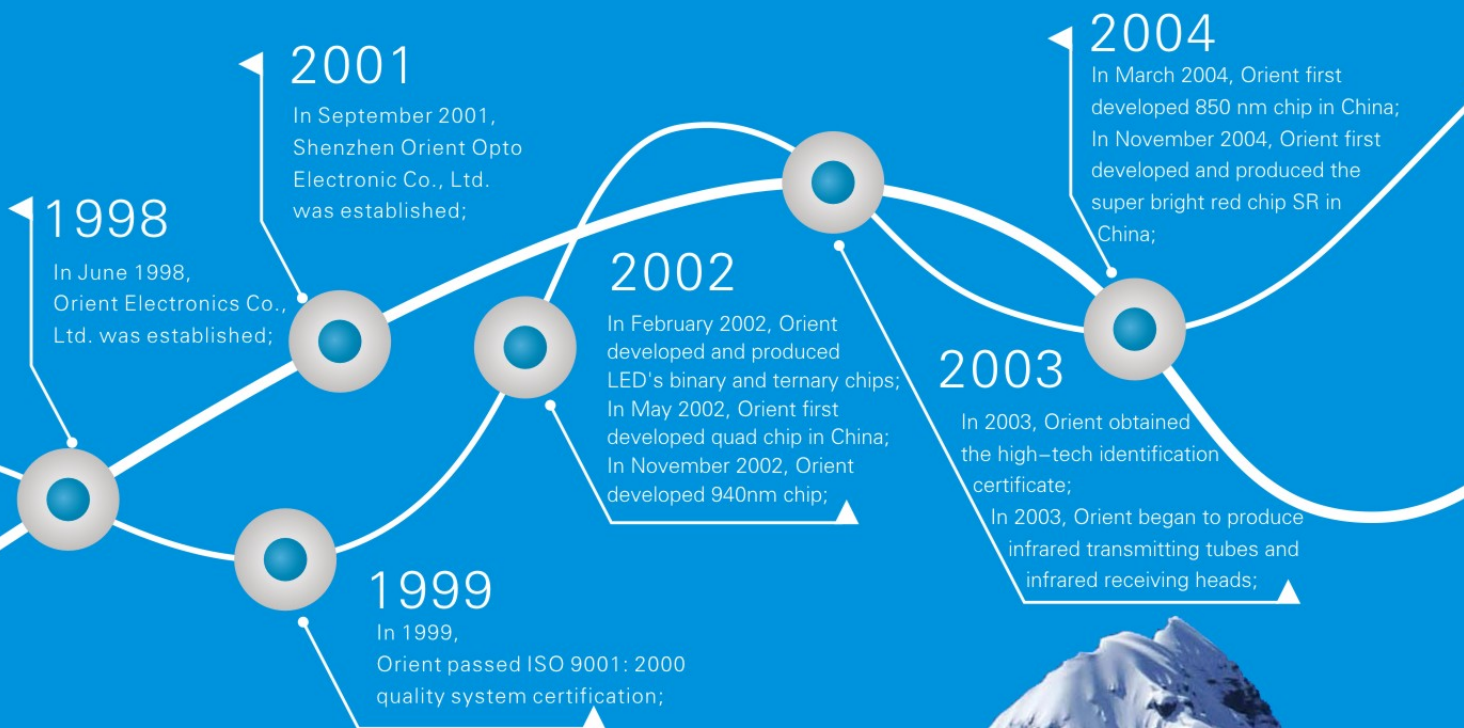 1998
In June 1998,
Orient Electronics Co.,
Ltd. was established;
1999
In 1999,
Orient passed ISO 9001: 2000
quality system certification;
2001
In September 2001,
Shenzhen Orient Opto
Electronic Co., Ltd.
was established;
2002
In February 2002, Orient
developed and produced
LED's binary and ternary chips;
In May 2002, Orient first
developed quad chip in China;
In November 2002, Orient
developed 940nm chip;
2003
In 2003, Orient obtained
the high–tech identification
certificate;
In 2003, Orient began to produce
infrared transmitting tubes and
infrared receiving heads;
2004
In March 2004, Orient first
developed 850 nm chip in China;
In November 2004, Orient first
developed and produced the
super bright red chip SR in
China;